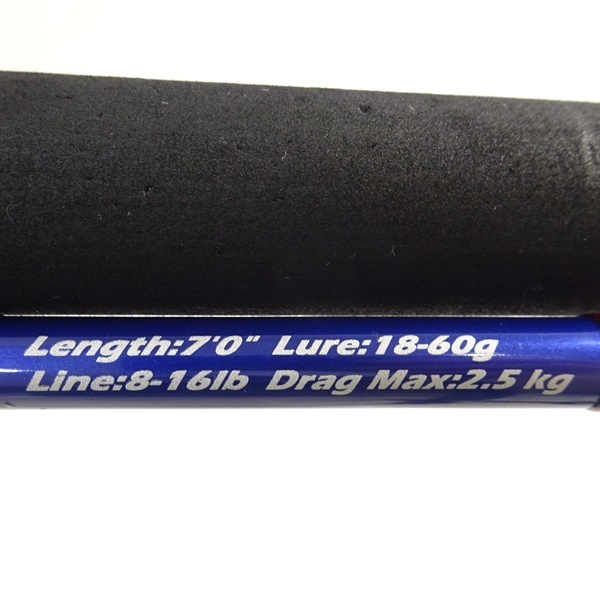 Length:7'0" Lure:18-60g
Line:8-16lb Drag Max:2.5 kg